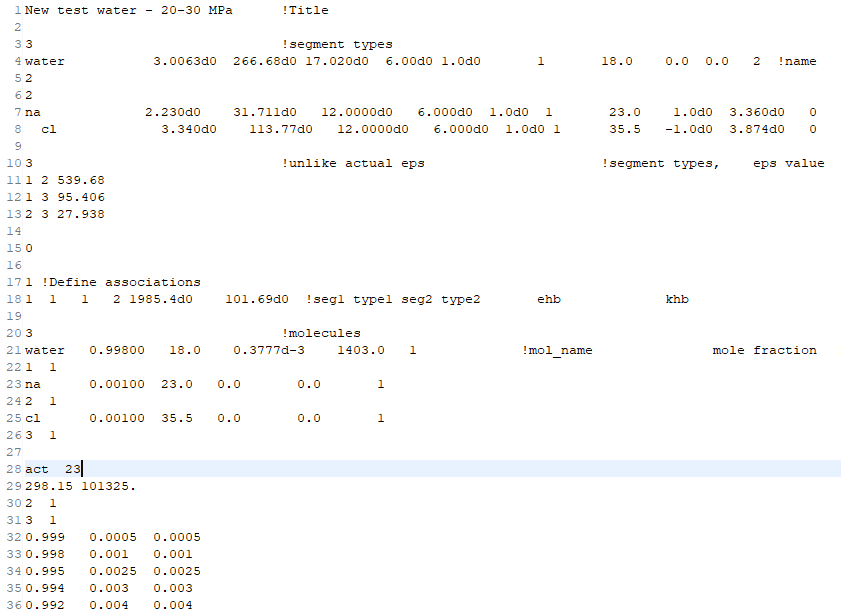 1 New test water - 20-30 MPa !Title
2
3 3 !segment types
4 water 3.0063d0 266.68d0 17.020d0 6.00d0 1.0d0 1 18.0 0.0 0.0 2 !name
5 2
6 2
7 na 2.230d0 31.711d0 12.0000d0 6.000d0 1.0d0 1 23.0 1.0d0 3.360d0 0
8 cl 3.340d0 113.77d0 12.0000d0 6.000d0 1.0d0 1 35.5 -1.0d0 3.874d0 0
9
10 3 !unlike actual eps !segment types, eps value
11 1 2 539.68
12 1 3 95.406
13 2 3 27.938
14
15 0
16
17 1 !Define associations
18 1 1 1 2 1985.4d0 101.69d0 !seg1 type1 seg2 type2 ehb khb
19
20 3 !molecules
21 water 0.99800 18.0 0.3777d-3 1403.0 1 !mol_name mole fraction
22 1 1
23 na 0.00100 23.0 0.0 0.0 1
24 2 1
25 cl 0.00100 35.5 0.0 0.0 1
26 3 1
27
28 act 23
29 298.15 101325.
30 2 1
31 3 1
32 0.999 0.0005 0.0005
33 0.998 0.001 0.001
34 0.995 0.0025 0.0025
35 0.994 0.003 0.003
36 0.992 0.004 0.004